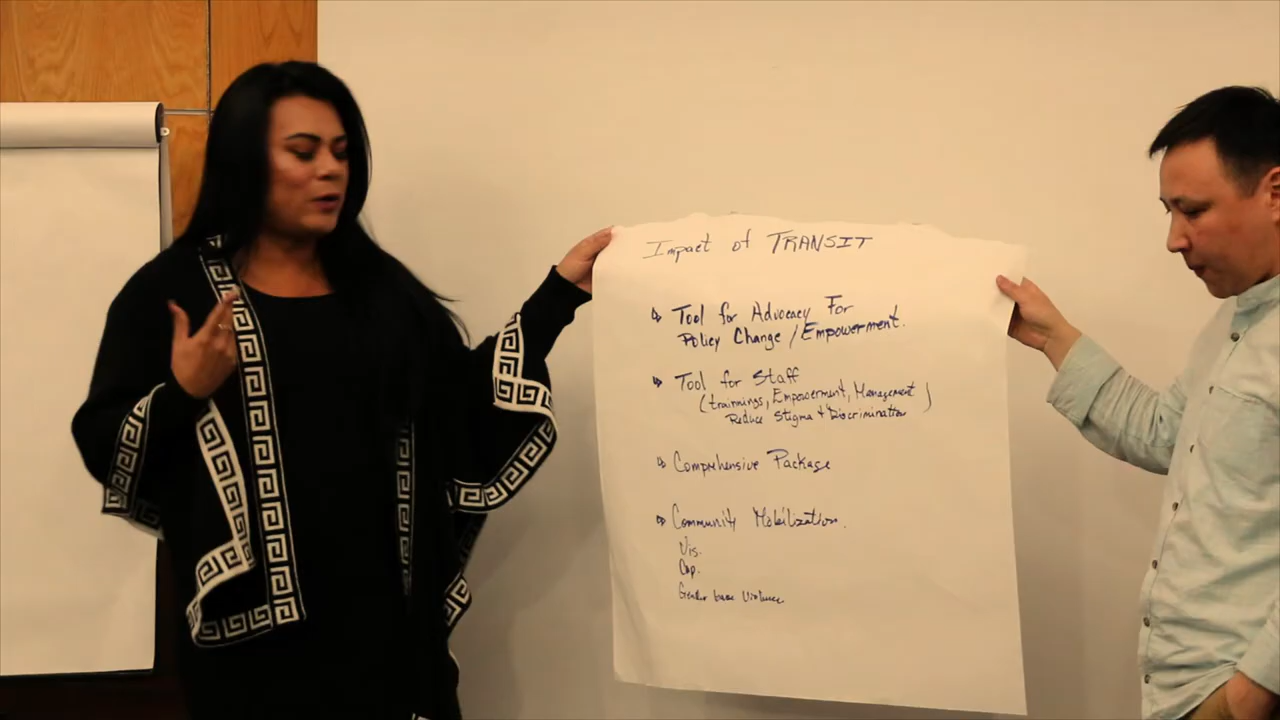 Impact of TRANSIT
Tool for Advocacy For
Policy Change / Empowerment.
Tool for Staff
(trainnings, Empowerment, Management)
Reduce Stigma + Discrimination
Comprehensive Package
Community Mobilization.
Vis.
Cap.
Gender base Violence